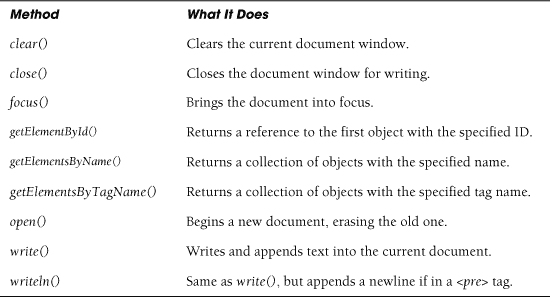 Method What It Does
clear() Clears the current document window.
close() Closes the document window for writing.
focus() Brings the document into focus.
getElementById() Returns a reference to the first object with the specified ID.
getElementsByName() Returns a collection of objects with the specified name.
getElementsByTagName() Returns a collection of objects with the specified tag name.
open() Begins a new document, erasing the old one.
write() Writes and appends text into the current document.
writeln() Same as write(), but appends a newline if in a <pre> tag.